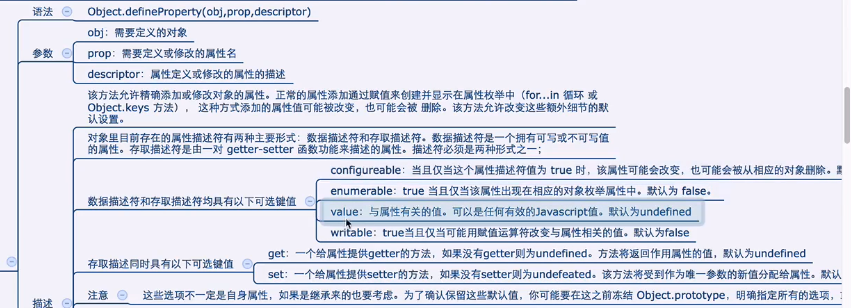 语法
Object.defineProperty(obj,prop,descriptor)
obj: 需要定义的对象
参数
prop: 需要定义或修改的属性名
descriptor: 属性定义或修改的属性的描述
该方法允许精确添加或修改对象的属性。正常的属性添加通过赋值来创建并显示在属性枚举中（for...in 循环 或
Object.keys 方法）， 这种方式添加的属性值可能被改变，也可能会被 删除。该方法允许改变这些额外细节的默
认设置。
对象里目前存在的属性描述符有两种主要形式：数据描述符和存取描述符。数据描述符是一个拥有可写或不可写值
的属性。存取描述符是由一对 getter-setter 函数功能来描述的属性。描述符必须是两种形式之一；
configureable: 当且仅当这个属性描述符值为 true 时，该属性可能会改变，也可能会被从相应的对象删除。
enumerable: true 当且仅当该属性出现在相应的对象枚举属性中。默认为 false。
数据描述符和存取描述符均具有以下可选键值
value: 与属性有关的值。可以是任何有效的Javascript值。默认为undefined
writable: true当且仅当可能用赋值运算符改变与属性相关的值。默认为false
get: 一个给属性提供getter的方法，如果没有getter则为undefined。方法将返回作用属性的值，默认为undefined
存取描述同时具有以下可选键值
set: 一个给属性提供setter的方法，如果没有setter则为undefeated。该方法将受到作为唯一参数的新值分配给属性。默认
描述
注意
这些选项不一定是自身属性，如果是继承来的也要考虑。为了确认保留这些默认值，你可能要在这之前冻结 Object.prototype，明确指定所有的选项，